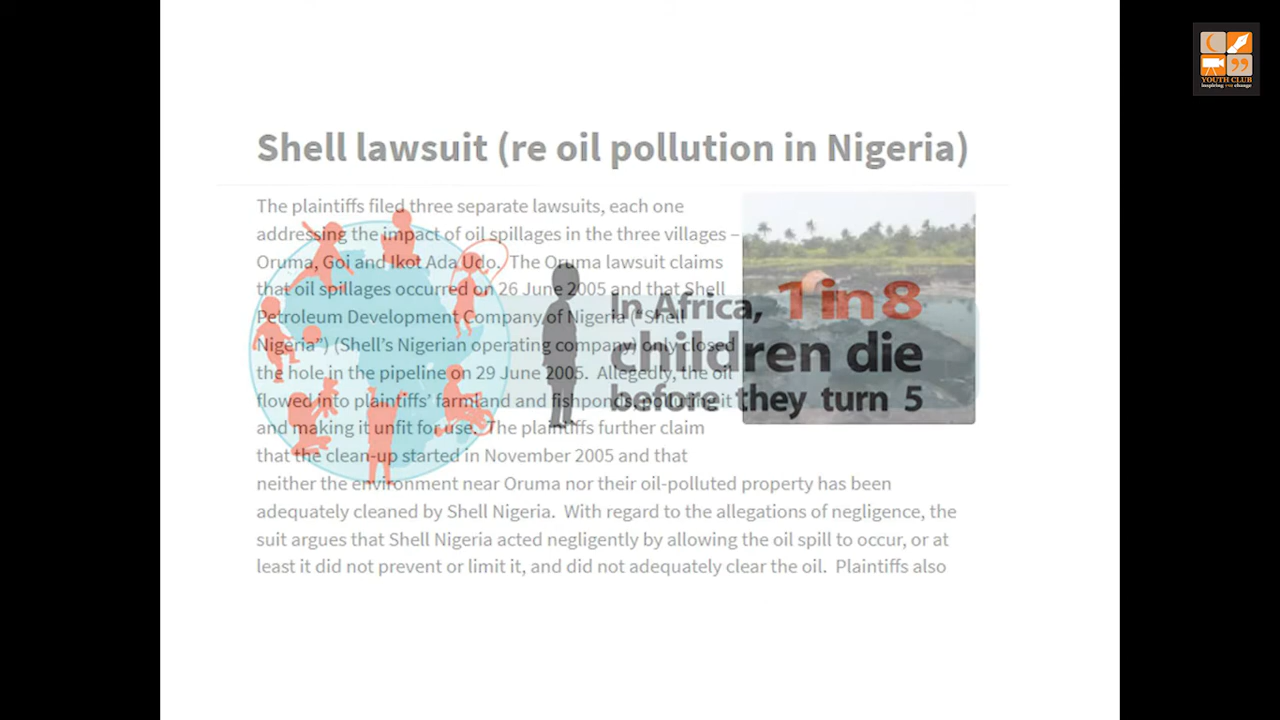 Shell lawsuit (re oil pollution in Nigeria)
The plaintiffs filed three separate lawsuits, each one
addressing the impact of oil spillages in the three villages –
Oruma, Goi and Ikot Ada Udo. The Oruma lawsuit claims
that oil spillages occurred on 26 June 2005 and that Shell
Petroleum Development Company of Nigeria ("Shell
Nigeria") (Shell's Nigerian operating company) only closed
the hole in the pipeline on 29 June 2005. Allegedly, the oil
flowed into plaintiffs' farmland and fishponds, polluting it
and making it unfit for use. The plaintiffs further claim
that the clean-up started in November 2005 and that
neither the environment near Oruma nor their oil-polluted property has been
adequately cleaned by Shell Nigeria. With regard to the allegations of negligence, the
suit argues that Shell Nigeria acted negligently by allowing the oil spill to occur, or at
least it did not prevent or limit it, and did not adequately clear the oil. Plaintiffs also
In Africa, 1 in 8
children die
before they turn 5
YOUTH CLUB
inspiring the change